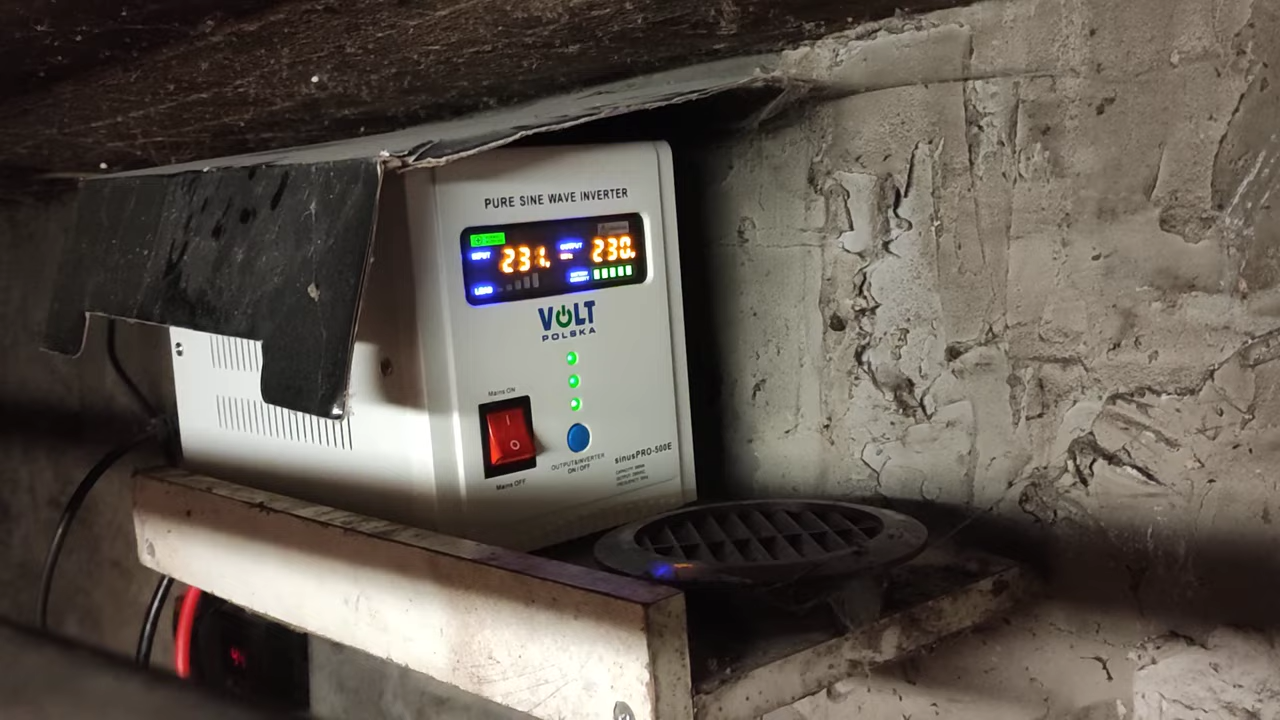 PURE SINE WAVE INVERTER
INPUT 231 V OUTPUT 230 V
LOAD BATTERY
VOLT
POLSKA
Mains ON
Mains OFF
OUTPUT&INVERTER
ON/OFF
sinusPRO-500E